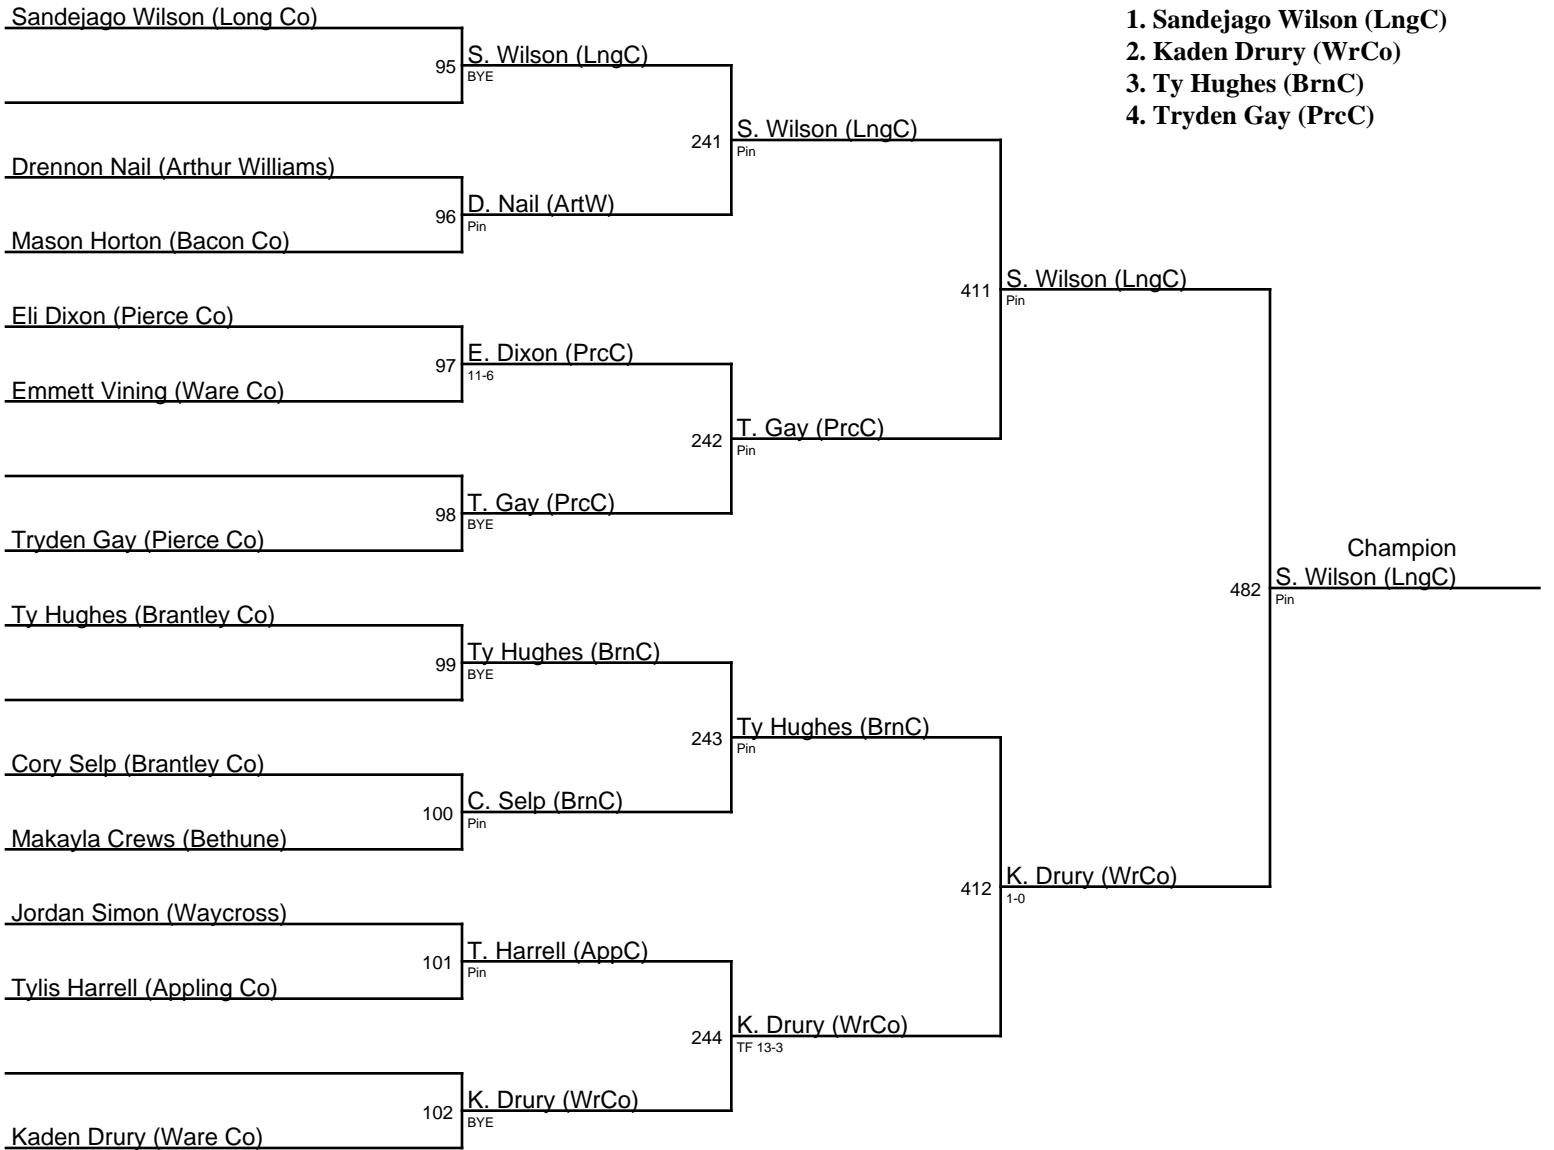 Sandejago Wilson (Long Co)
95
S. Wilson (LngC)
BYE
Drennon Nail (Arthur Williams)
96
D. Nail (ArtW)
Pin
Mason Horton (Bacon Co)
241
S. Wilson (LngC)
Pin
Eli Dixon (Pierce Co)
97
E. Dixon (PrcC)
11-6
Emmett Vining (Ware Co)
242
T. Gay (PrcC)
Pin
98
T. Gay (PrcC)
BYE
Tryden Gay (Pierce Co)
411
S. Wilson (LngC)
Pin
Ty Hughes (Brantley Co)
99
Ty Hughes (BrnC)
BYE
243
Ty Hughes (BrnC)
Pin
Cory Selp (Brantley Co)
100
C. Selp (BrnC)
Pin
Makayla Crews (Bethune)
412
K. Drury (WrCo)
1-0
Jordan Simon (Waycross)
101
T. Harrell (AppC)
Pin
Tylis Harrell (Appling Co)
244
K. Drury (WrCo)
TF 13-3
102
K. Drury (WrCo)
BYE
Kaden Drury (Ware Co)
482
Champion
S. Wilson (LngC)
Pin
1. Sandejago Wilson (LngC)
2. Kaden Drury (WrCo)
3. Ty Hughes (BrnC)
4. Tryden Gay (PrcC)